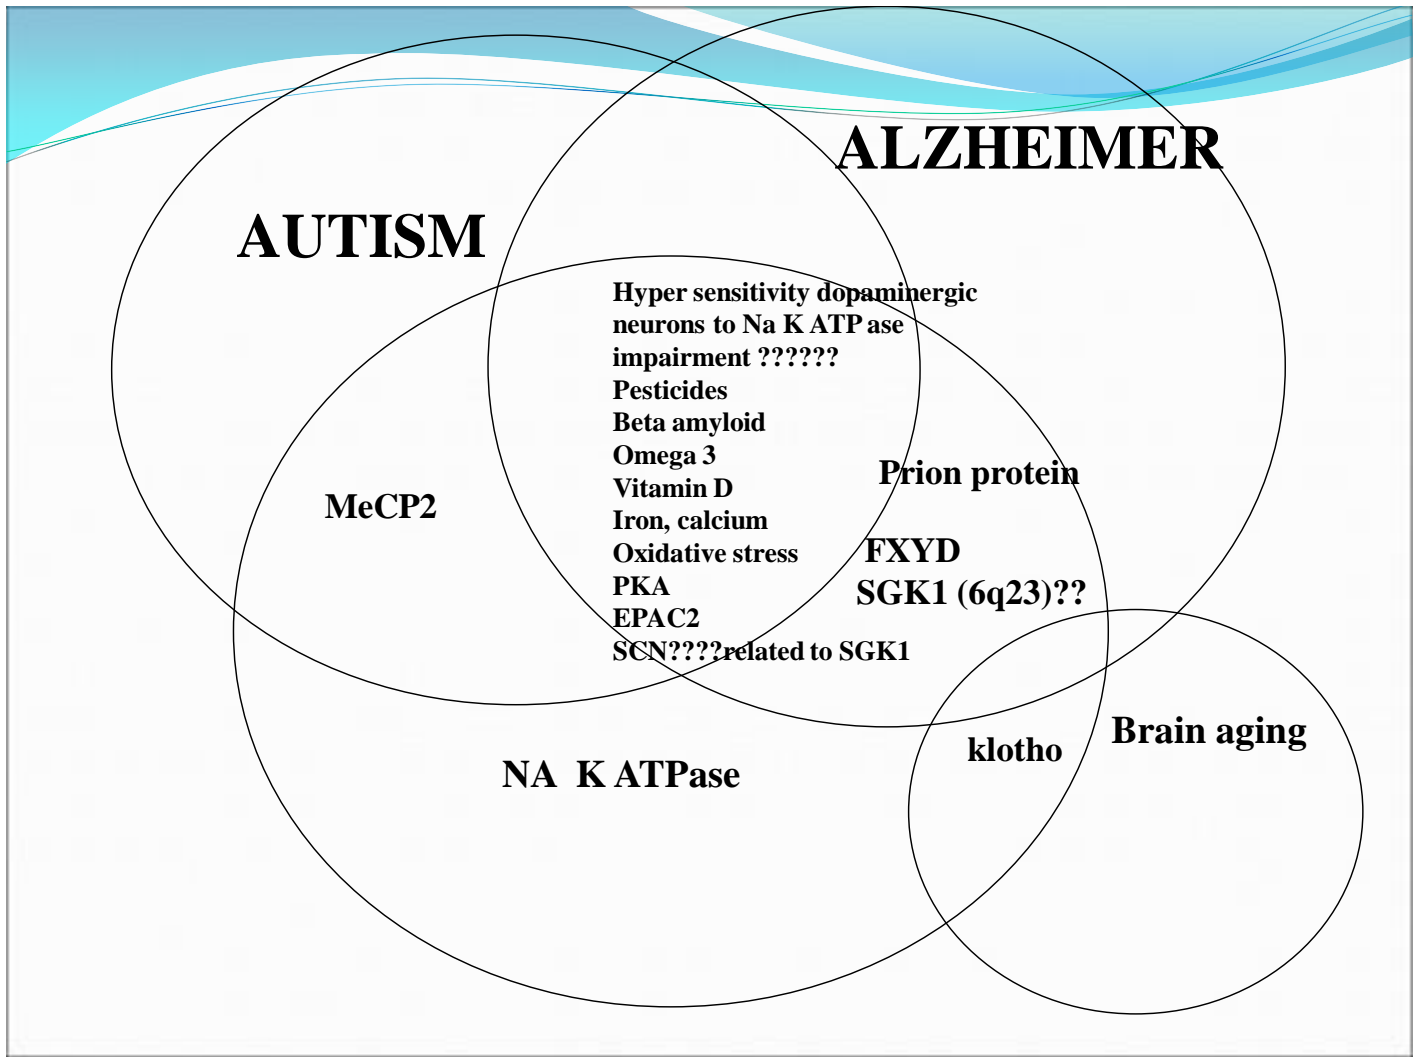 ALZHEIMER
AUTISM
Hyper sensitivity dopaminergic
neurons to Na K ATP ase
impairment ??????
Pesticides
Beta amyloid
Omega 3
Vitamin D
Iron, calcium
Oxidative stress
PKA
EPAC2
SCN????related to SGK1
Prion protein
MeCP2
FXYD
SGK1 (6q23)??
Brain aging
klotho
NA K ATPase